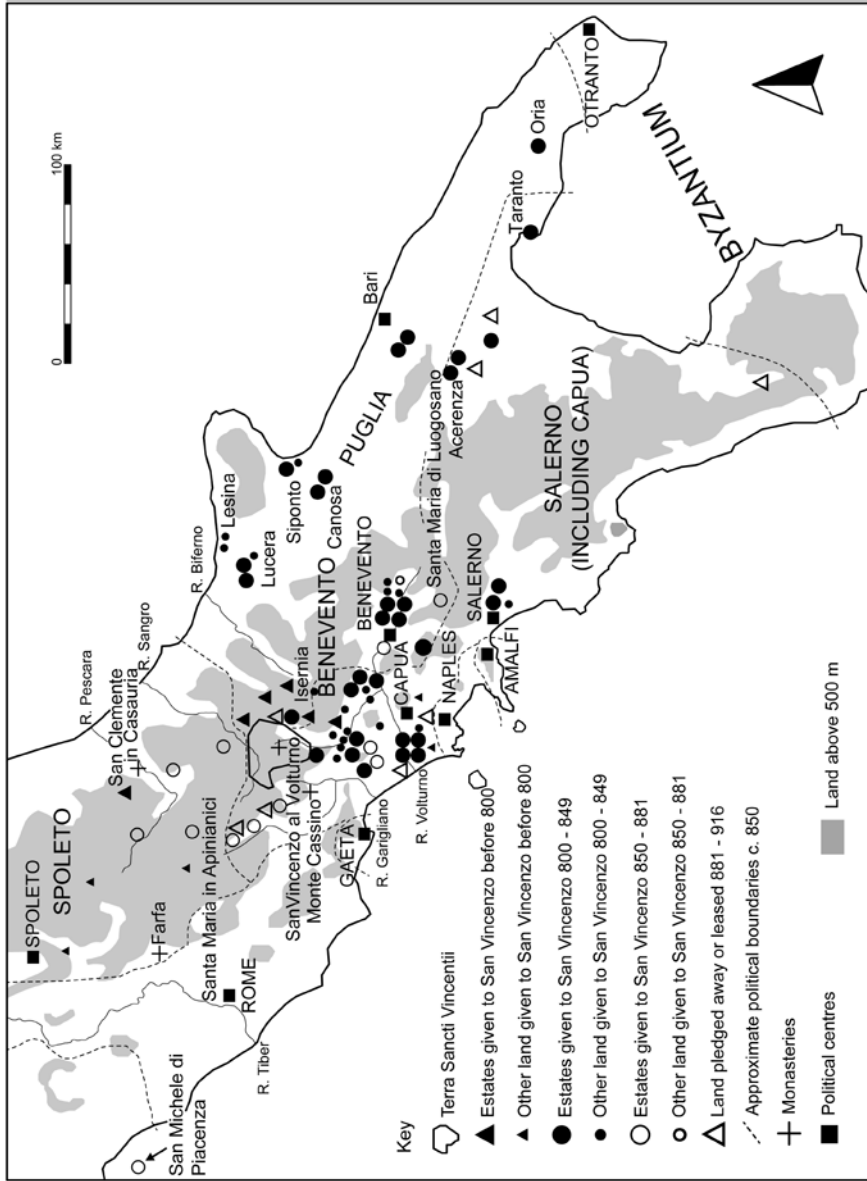 0
100 km
SPOLETO
SPOLETO
San Clemente
in Casauria
R. Pescara
R. Sangro
R. Biferno
Lesina
Lucera
Siponto
Canosa
PUGLIA
Bari
Farfa
Santa Maria in Apinianici
ROME
R. Tiber
San Michele di
Piacenza
SanVincenzo al Volturno
Monte Cassino
Isernia
BENEVENTO
BENEVENTO
Santa Maria di Luogosano
Acerenza
Taranto
Oria
OTRANTO
BYZANTIUM
GAETA
R. Garigliano
R. Volturno
CAPUA
NAPLES
AMALFI
SALERNO
SALERNO
(INCLUDING CAPUA)
Key
Terra Sancti Vincentii
Estates given to San Vincenzo before 800
Other land given to San Vincenzo before 800
Estates given to San Vincenzo 800 - 849
Other land given to San Vincenzo 800 - 849
Estates given to San Vincenzo 850 - 881
Other land given to San Vincenzo 850 - 881
Land pledged away or leased 881 - 916
Approximate political boundaries c. 850
Monasteries
Political centres
Land above 500 m